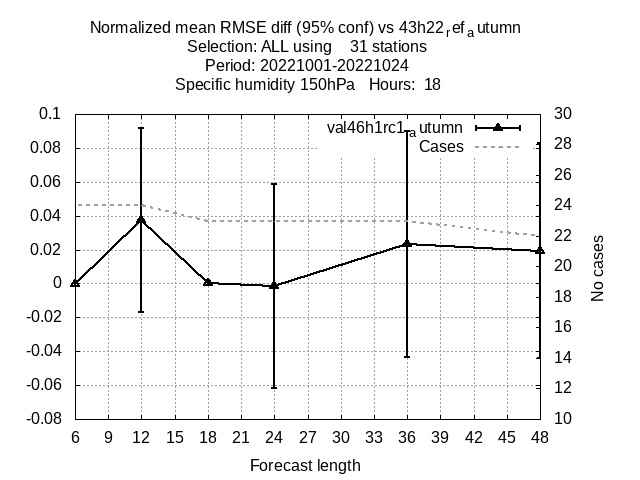 Normalized mean RMSE diff (95% conf) vs 43h22ref autumn
Selection: ALL using 31 stations
Period: 20221001-20221024
Specific humidity 150hPa Hours: 18
val46h1rc1autumn
Cases
0.1
0.08
0.06
0.04
0.02
0
-0.02
-0.04
-0.06
-0.08
30
28
26
24
22
20
18
16
14
12
10
No cases
6 9 12 15 18 21 24 27 30 33 36 39 42 45 48
Forecast length